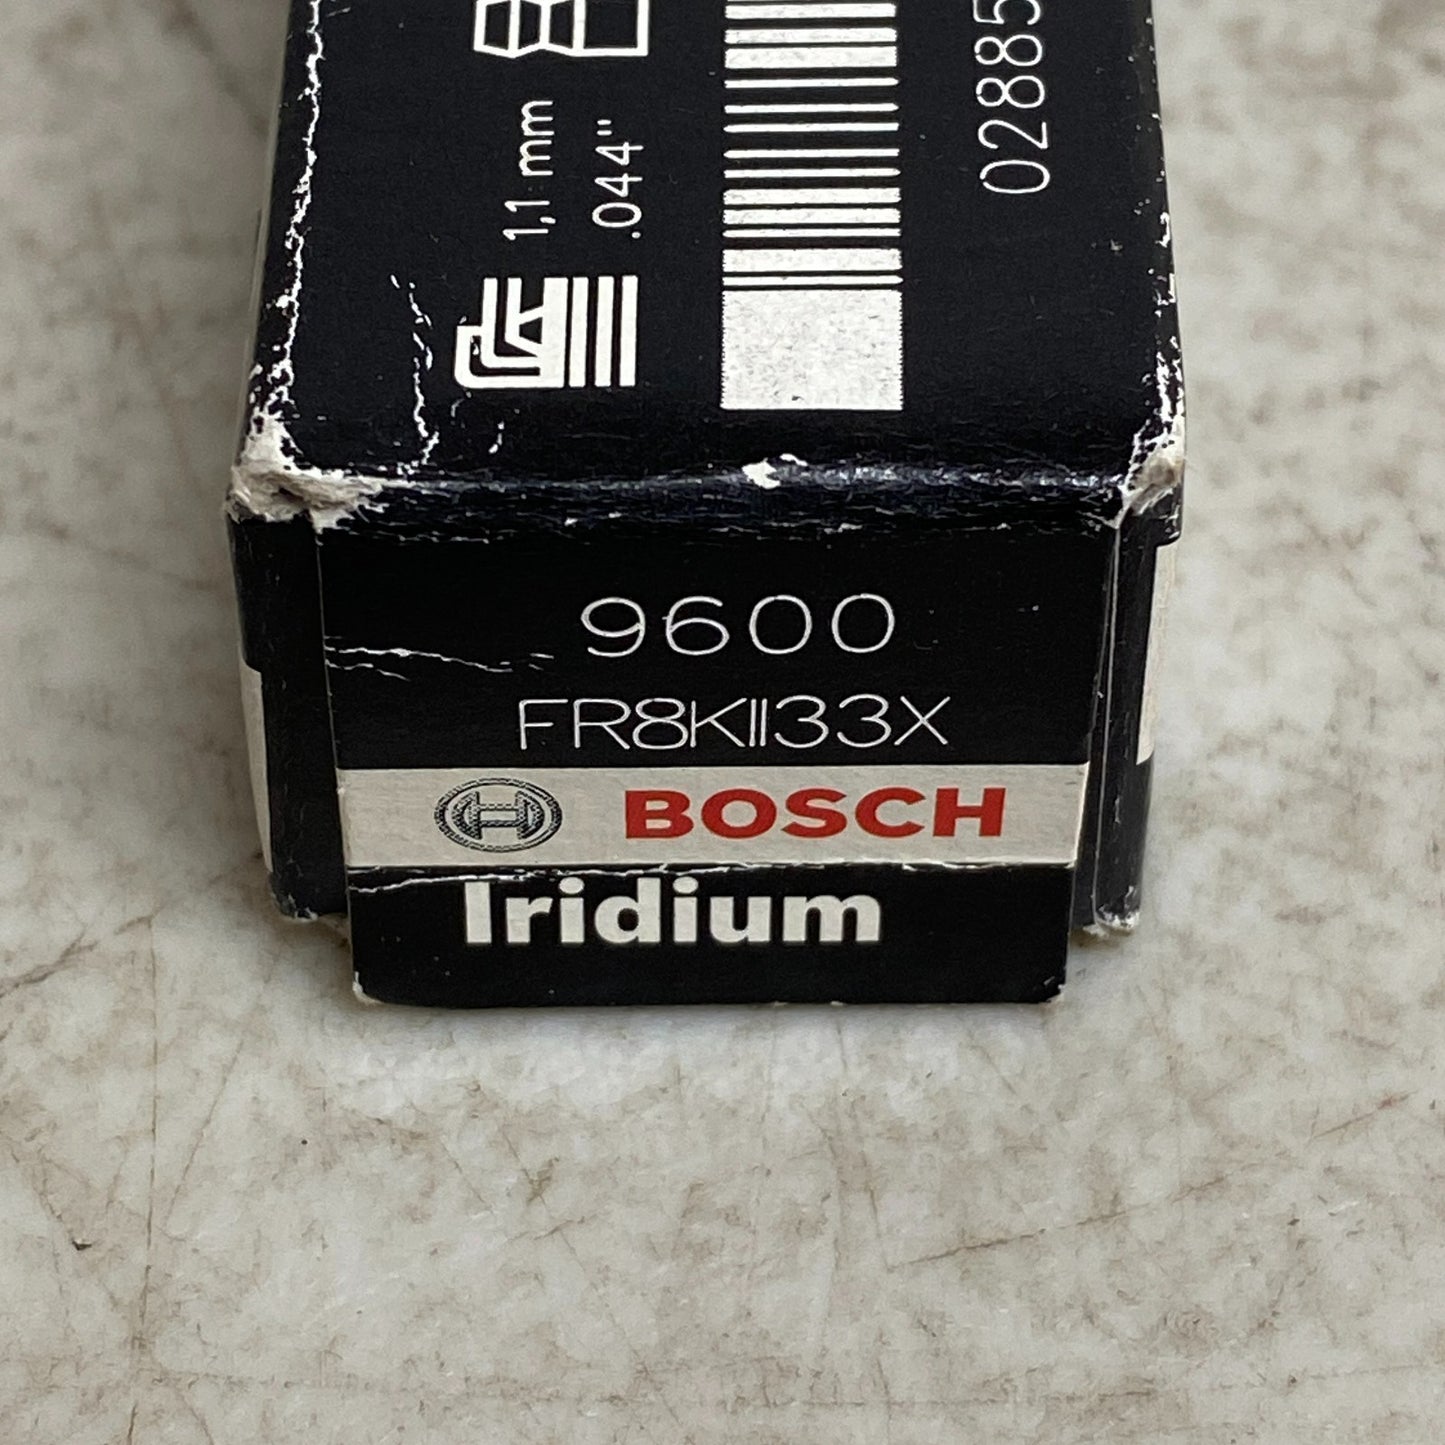 1,1 mm
.044"
02885
9600
FR8KII33X
BOSCH
Iridium